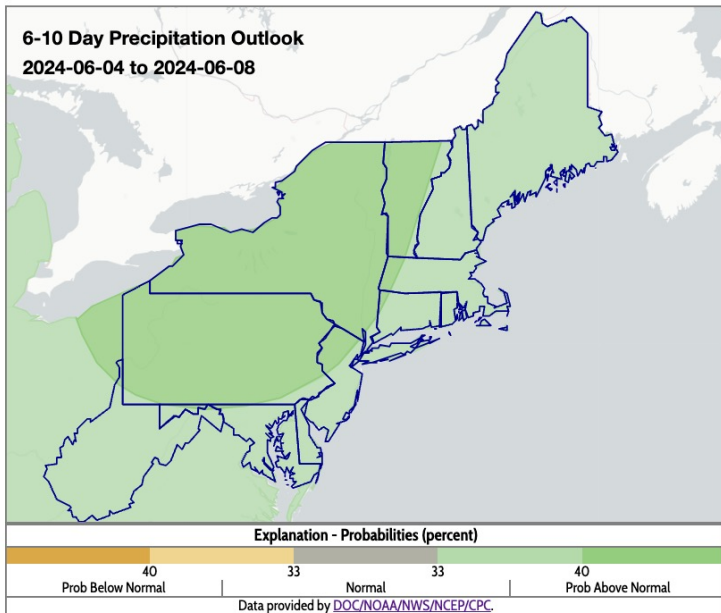 6-10 Day Precipitation Outlook
2024-06-04 to 2024-06-08
Explanation - Probabilities (percent)
40 33 33 40
Prob Below Normal Normal Prob Above Normal
Data provided by DOC/NOAA/NWS/NCEP/CPC.